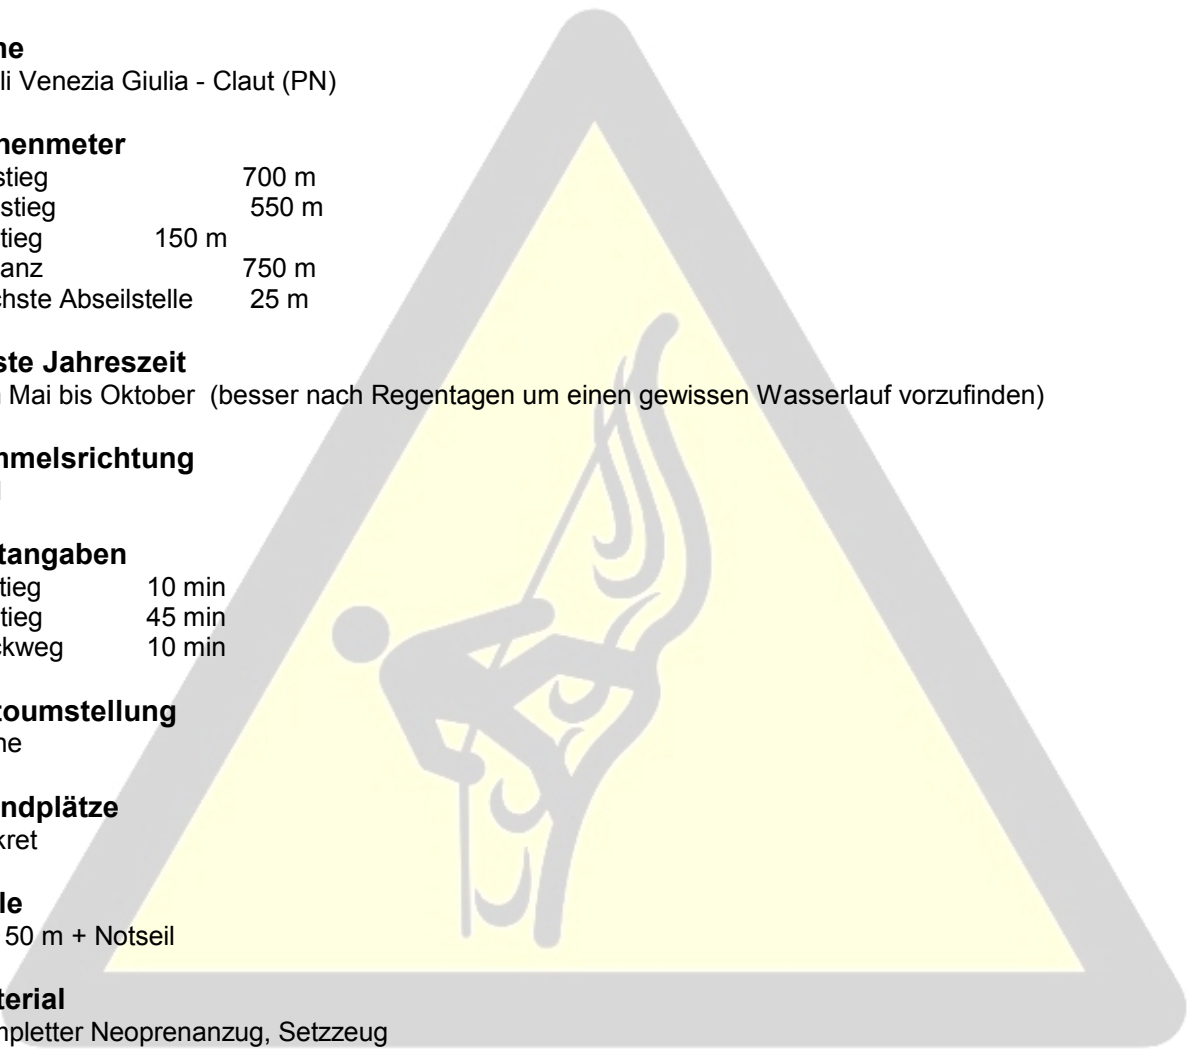 ne
li Venezia Giulia - Claut (PN)
henmeter
stieg 700 m
stieg 550 m
tieg 150 m
anz 750 m
chste Abseilstelle 25 m
ste Jahreszeit
n Mai bis Oktober (besser nach Regentagen um einen gewissen Wasserlauf vorzufinden)
mmelsrichtung
tangaben
tieg 10 min
tieg 45 min
ckweg 10 min
toumstellung
ne
ndplätze
kret
le
50 m + Notseil
terial
mpletter Neoprenanzug, Setzzeug